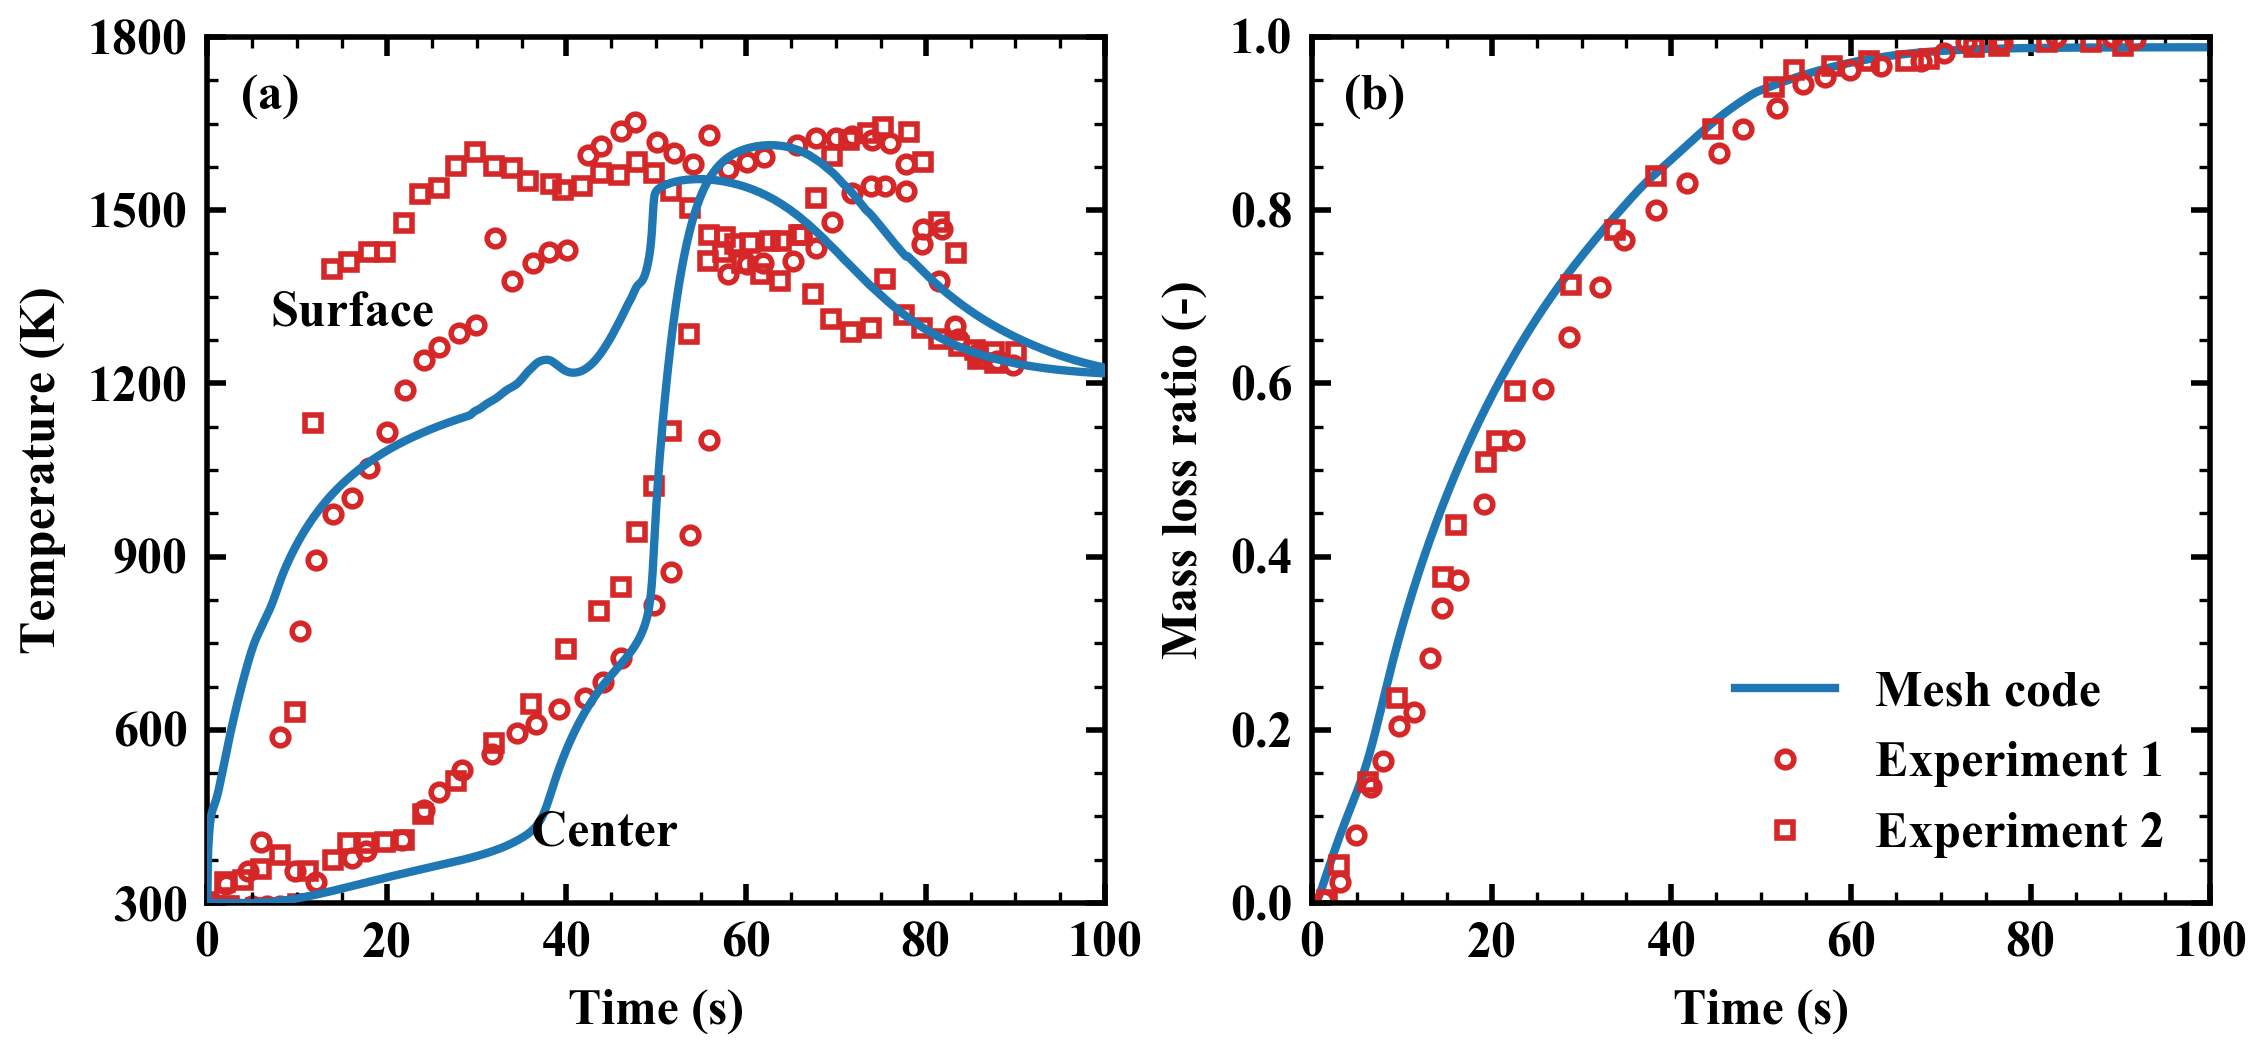 (a)
Surface
Center
Temperature (K)
1800
1500
1200
900
600
300
0 20 40 60 80 100
Time (s)
(b)
Mass loss ratio (-)
1.0
0.8
0.6
0.4
0.2
0.0
Mesh code
Experiment 1
Experiment 2
0 20 40 60 80 100
Time (s)